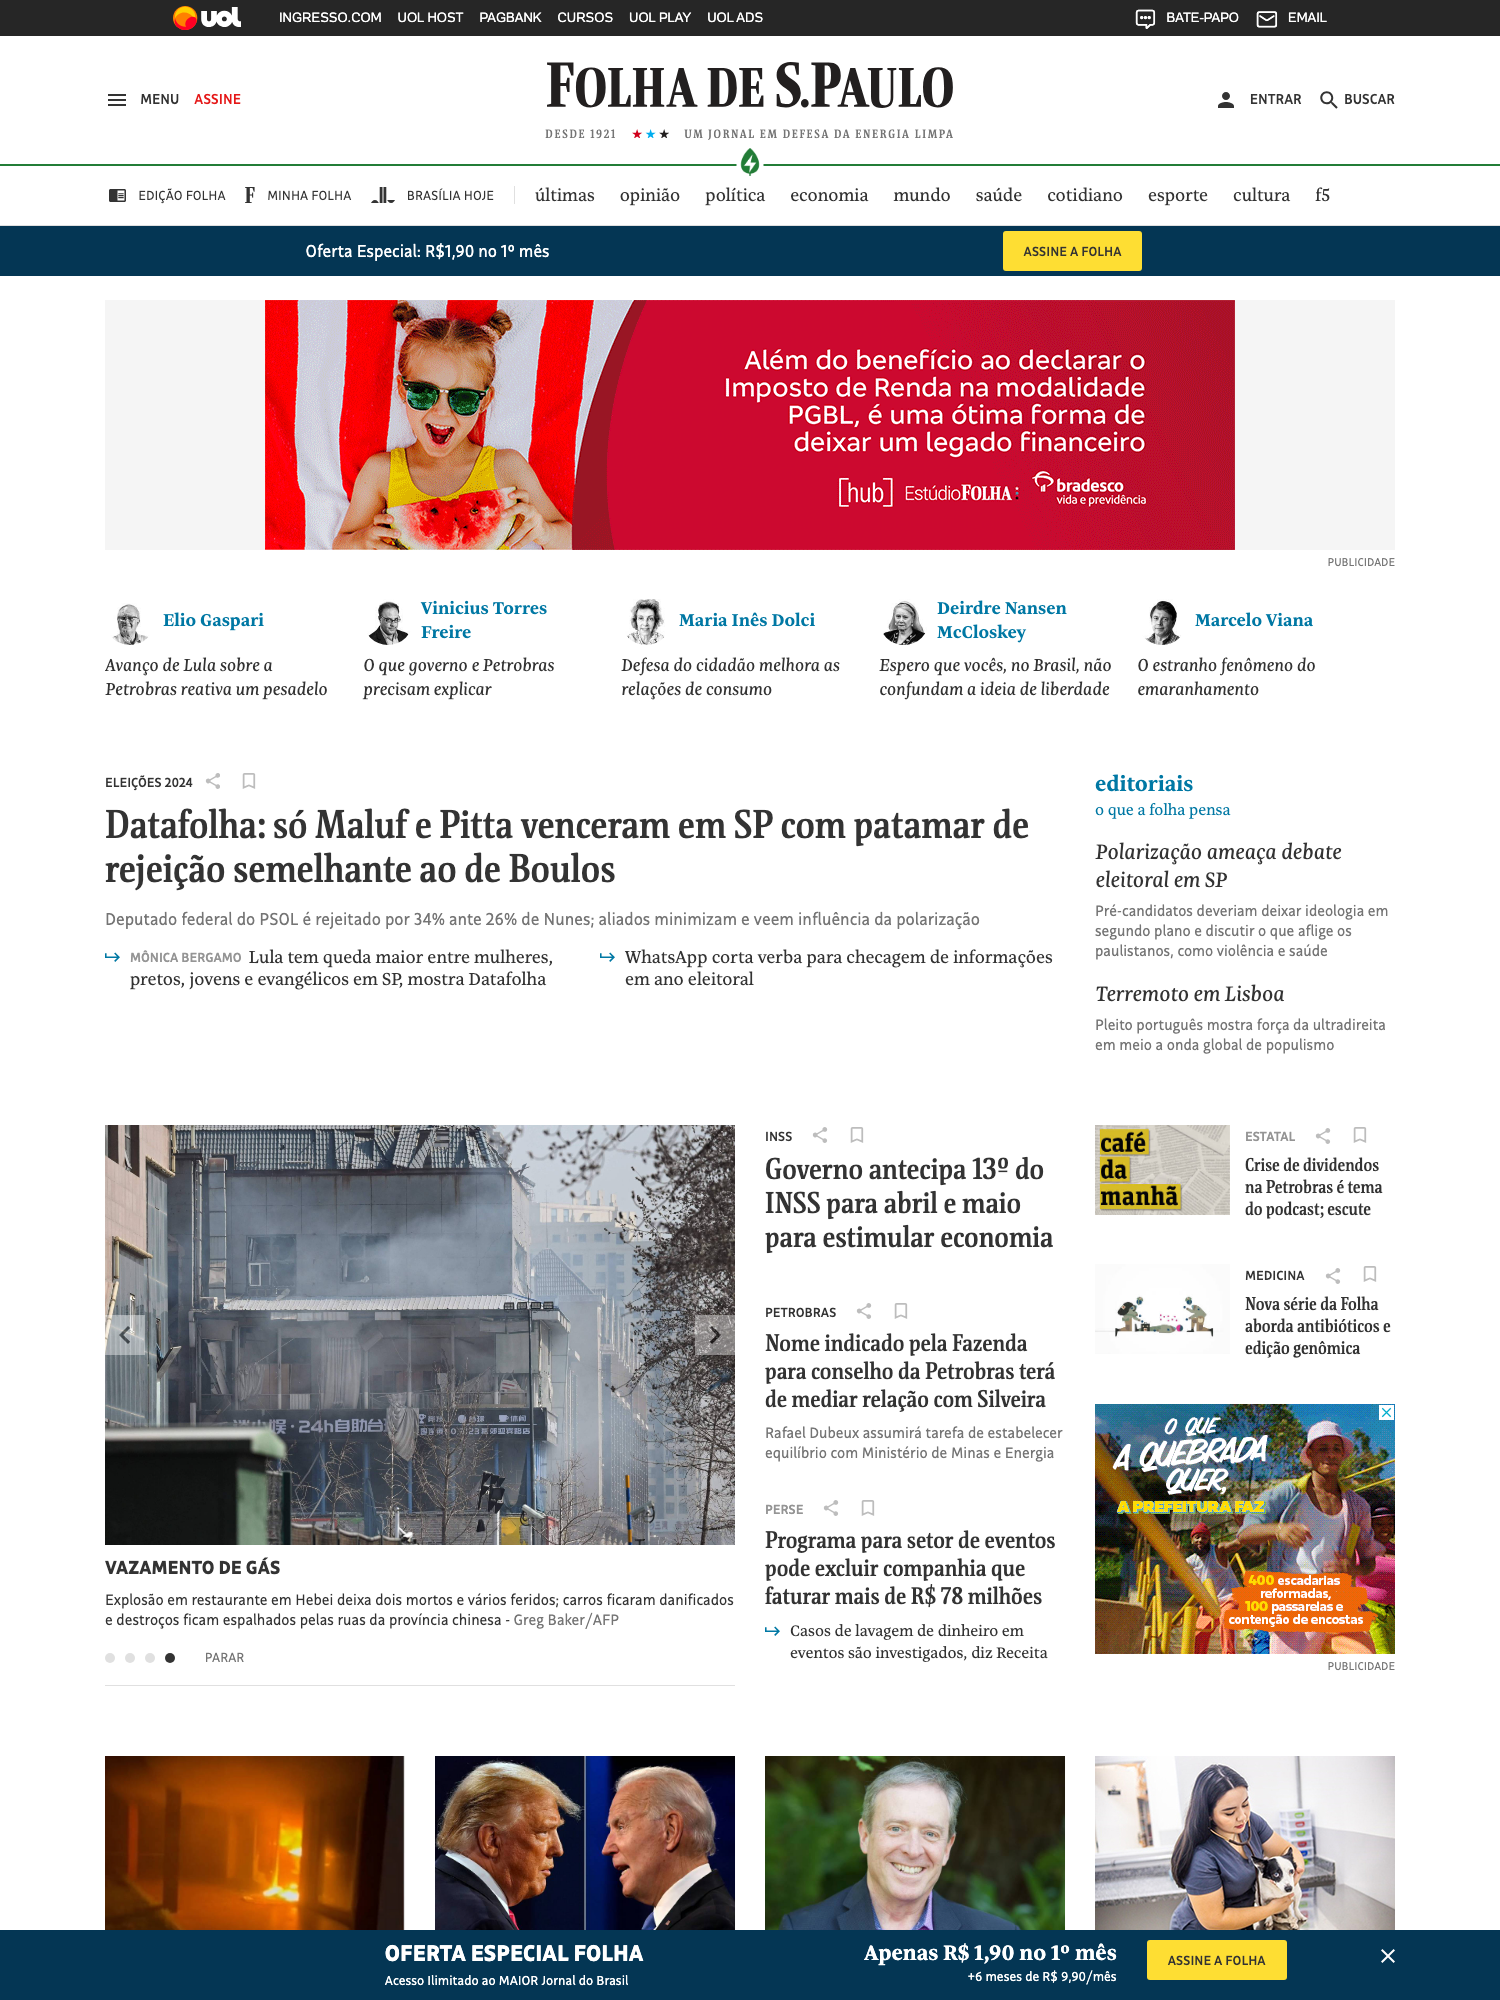 uol
INGRESSO.COM UOL HOST PAGBANK CURSOS UOL PLAY UOL ADS
BATE-PAPO EMAIL
MENU ASSINE
FOLHA DE S.PAULO
ENTRAR BUSCAR
DESDE 1921 ★★★ UM JORNAL EM DEFESA DA ENERGIA LIMPA
EDIÇÃO FOLHA F MINHA FOLHA BRASÍLIA HOJE últimas opinião política economia mundo saúde cotidiano esporte cultura f5
Oferta Especial: R$1,90 no 1º mês
ASSINE A FOLHA
Além do benefício ao declarar o
Imposto de Renda na modalidade
PGBL, é uma ótima forma de
deixar um legado financeiro
[hub] EstúdioFOLHA: bradesco
vida e previdência
PUBLICIDADE
Elio Gaspari
Avanço de Lula sobre a
Petrobras reativa um pesadelo
Vinicius Torres
Freire
O que governo e Petrobras
precisam explicar
Maria Inês Dolci
Defesa do cidadão melhora as
relações de consumo
Deirdre Nansen
McCloskey
Espero que vocês, no Brasil, não
confundam a ideia de liberdade
Marcelo Viana
O estranho fenômeno do
emaranhamento
ELEIÇÕES 2024
Datafolha: só Maluf e Pitta venceram em SP com patamar de
rejeição semelhante ao de Boulos
Deputado federal do PSOL é rejeitado por 34% ante 26% de Nunes; aliados minimizam e veem influência da polarização
MÔNICA BERGAMO Lula tem queda maior entre mulheres,
pretos, jovens e evangélicos em SP, mostra Datafolha
WhatsApp corta verba para checagem de informações
em ano eleitoral
editoriais
o que a folha pensa
Polarização ameaça debate
eleitoral em SP
Pré-candidatos deveriam deixar ideologia em
segundo plano e discutir o que aflige os
paulistanos, como violência e saúde
Terremoto em Lisboa
Pleito português mostra força da ultradireita
em meio a onda global de populismo
24h自助台球
VAZAMENTO DE GÁS
Explosão em restaurante em Hebei deixa dois mortos e vários feridos; carros ficaram danificados
e destroços ficam espalhados pelas ruas da província chinesa - Greg Baker/AFP
PARAR
INSS
Governo antecipa 13º do
INSS para abril e maio
para estimular economia
PETROBRAS
Nome indicado pela Fazenda
para conselho da Petrobras terá
de mediar relação com Silveira
Rafael Dubeux assumirá tarefa de estabelecer
equilíbrio com Ministério de Minas e Energia
PERSE
Programa para setor de eventos
pode excluir companhia que
faturar mais de R$ 78 milhões
Casos de lavagem de dinheiro em
eventos são investigados, diz Receita
café
da
manhã
ESTATAL
Crise de dividendos
na Petrobras é tema
do podcast; escute
MEDICINA
Nova série da Folha
aborda antibióticos e
edição genômica
O QUE
A QUEBRADA
QUER,
A PREFEITURA FAZ
400 escadarias
reformadas,
100 passarelas e
contenção de encostas
PUBLICIDADE
OFERTA ESPECIAL FOLHA
Acesso Ilimitado ao MAIOR Jornal do Brasil
Apenas R$ 1,90 no 1º mês
+6 meses de R$ 9,90/mês
ASSINE A FOLHA